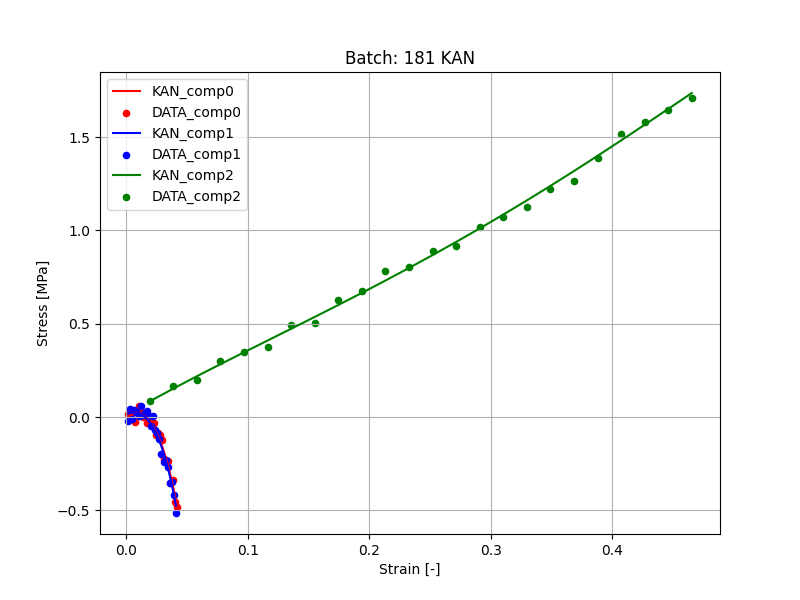 Batch: 181 KAN
KAN_comp0
DATA_comp0
KAN_comp1
DATA_comp1
KAN_comp2
DATA_comp2
Stress [MPa]
1.5
1.0
0.5
0.0
−0.5
0.0 0.1 0.2 0.3 0.4
Strain [-]